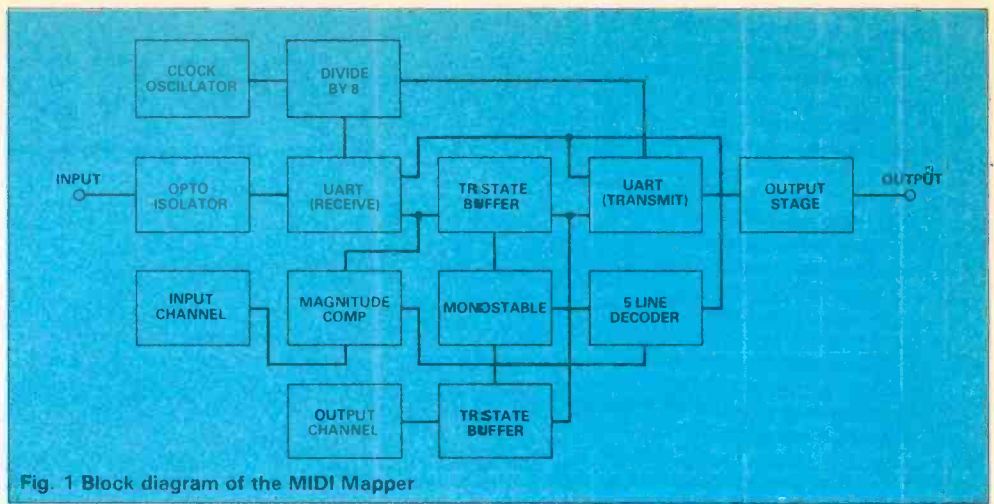 CLOCK
OSCILLATOR
DIVIDE
BY 8
INPUT
OPTO
ISOLATOR
UART
(RECEIVE)
TRISTATE
BUFFER
UART
(TRANSMIT)
OUTPUT
STAGE
OUTPUT
INPUT
CHANNEL
MAGNITUDE
COMP
MONOSTABLE
5 LINE
DECODER
OUTPUT
CHANNEL
TRISTATE
BUFFER
Fig. 1 Block diagram of the MIDI Mapper